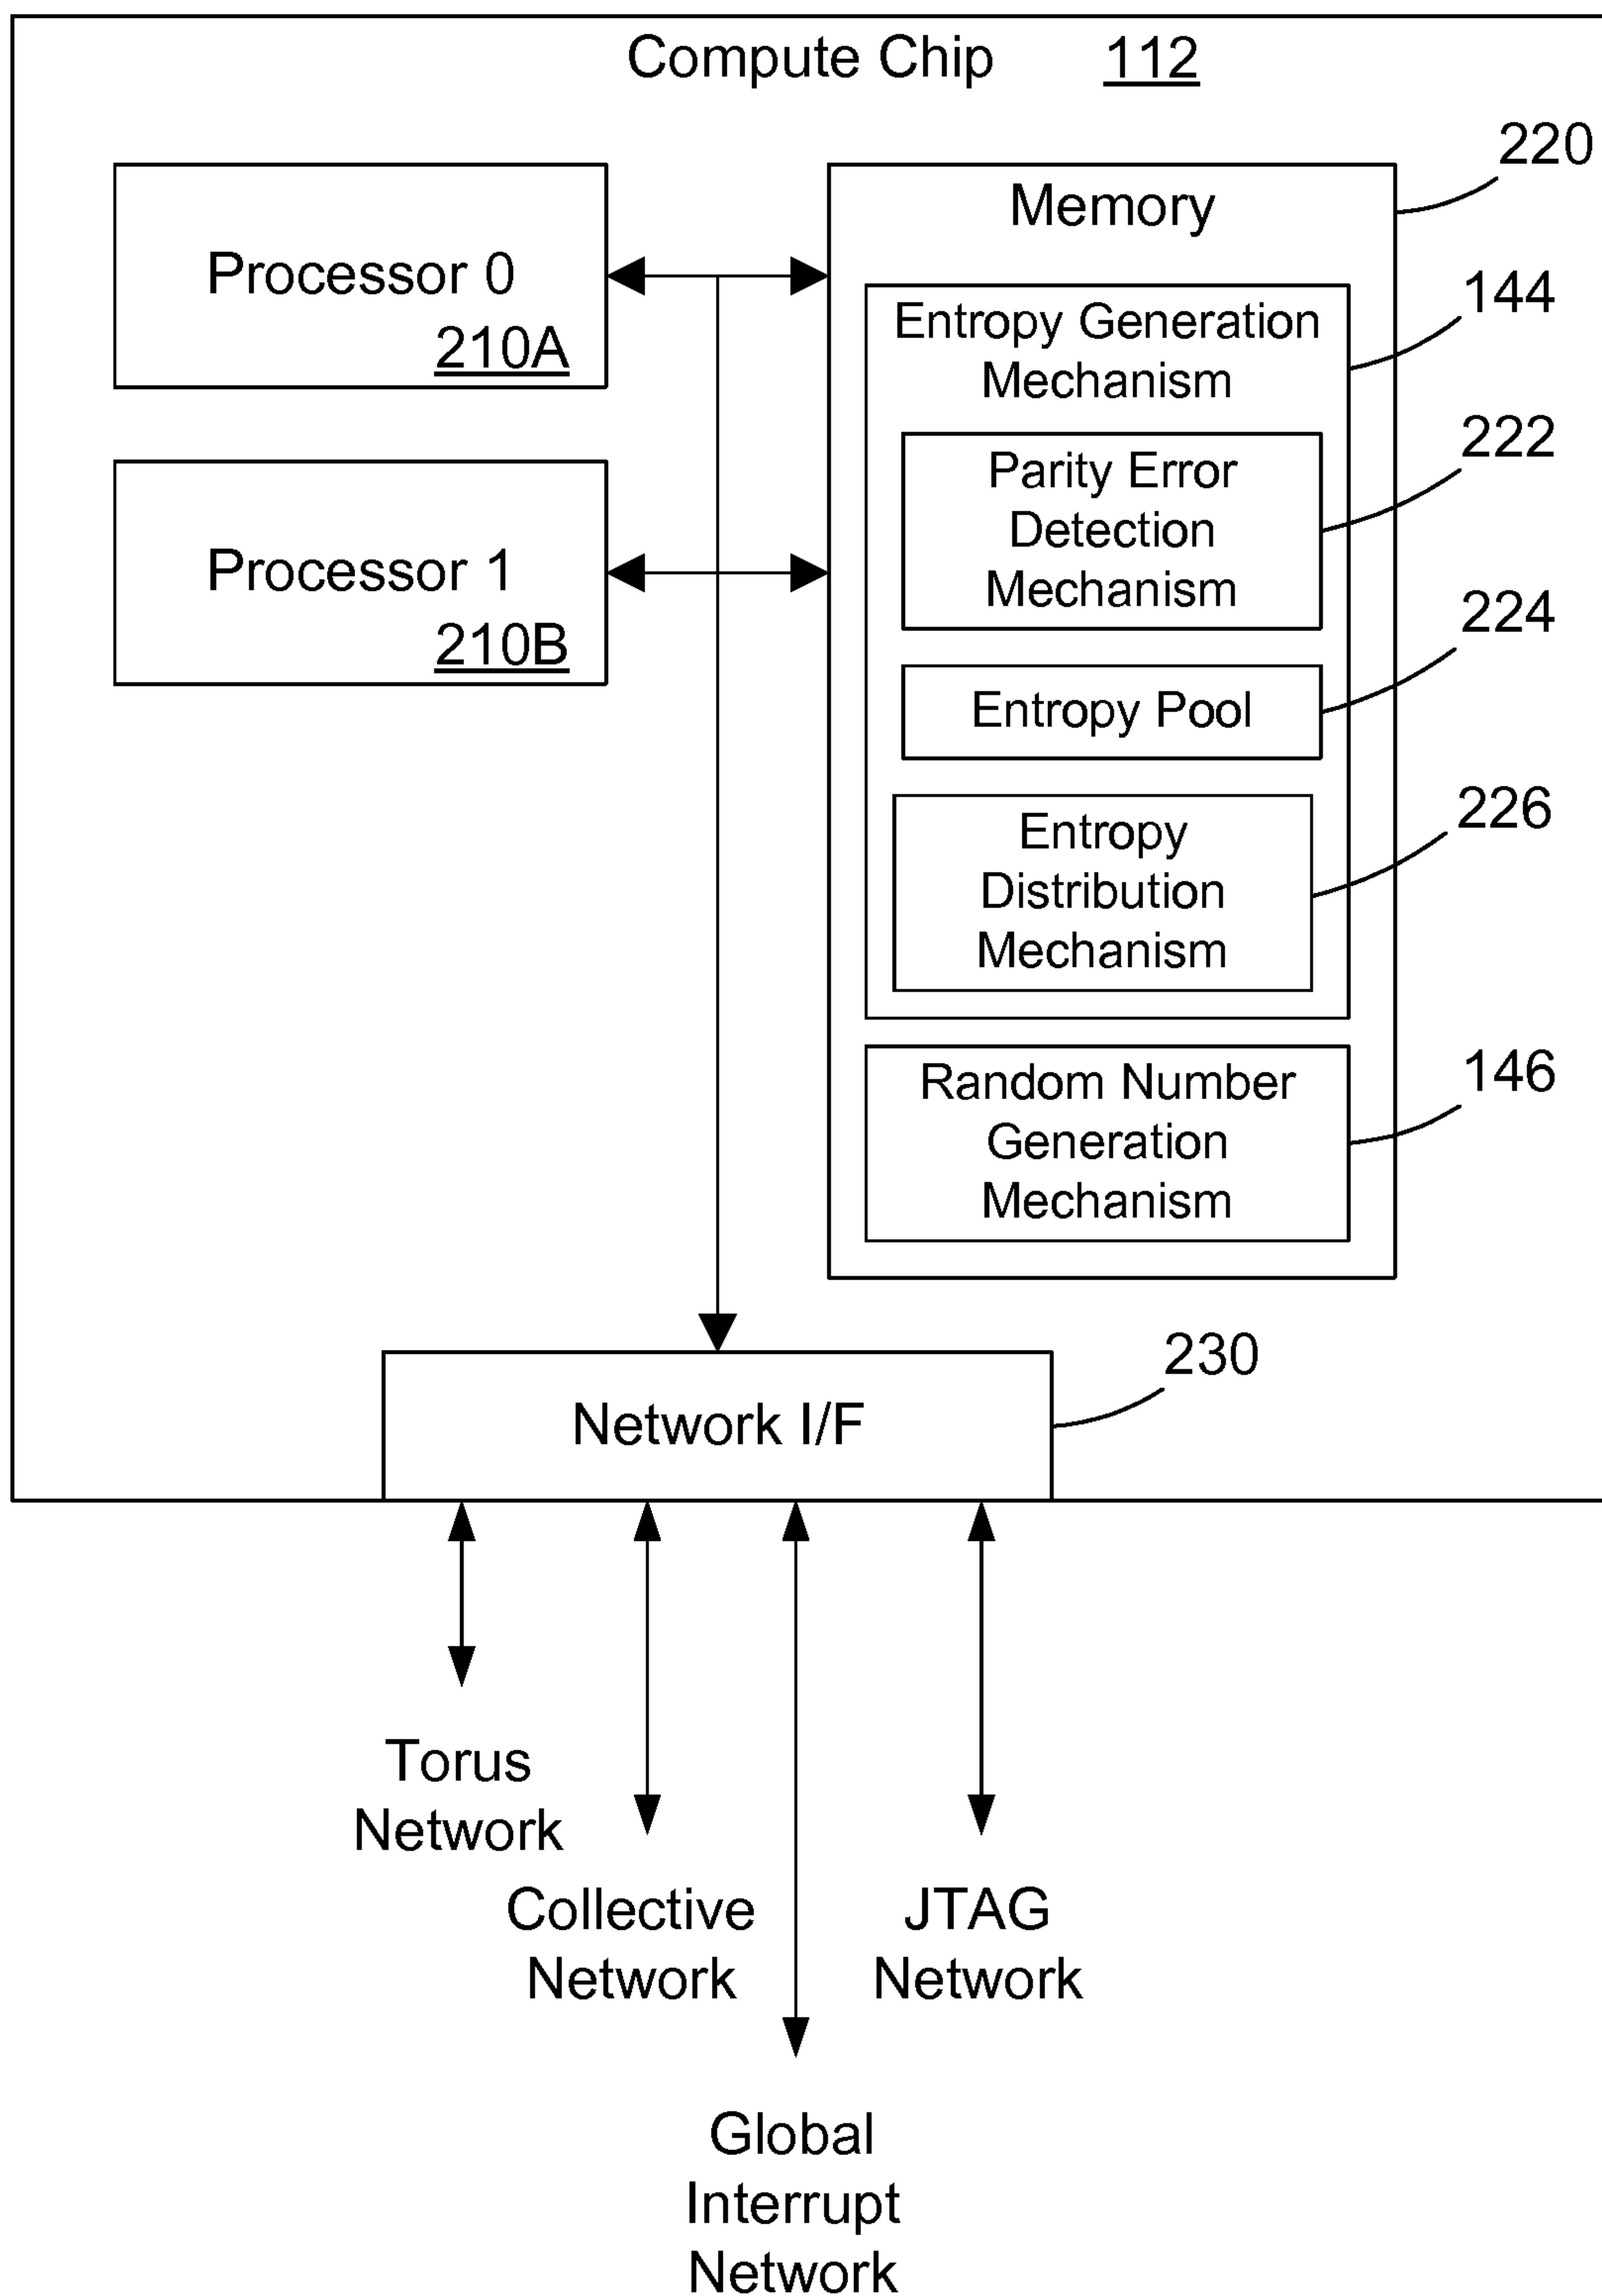 Compute Chip 112
220
Memory
Processor 0
210A
144
Entropy Generation
Mechanism
222
Parity Error
Detection
Mechanism
Processor 1
210B
224
Entropy Pool
226
Entropy
Distribution
Mechanism
146
Random Number
Generation
Mechanism
230
Network I/F
Torus
Network
Collective
Network
JTAG
Network
Global
Interrupt
Network